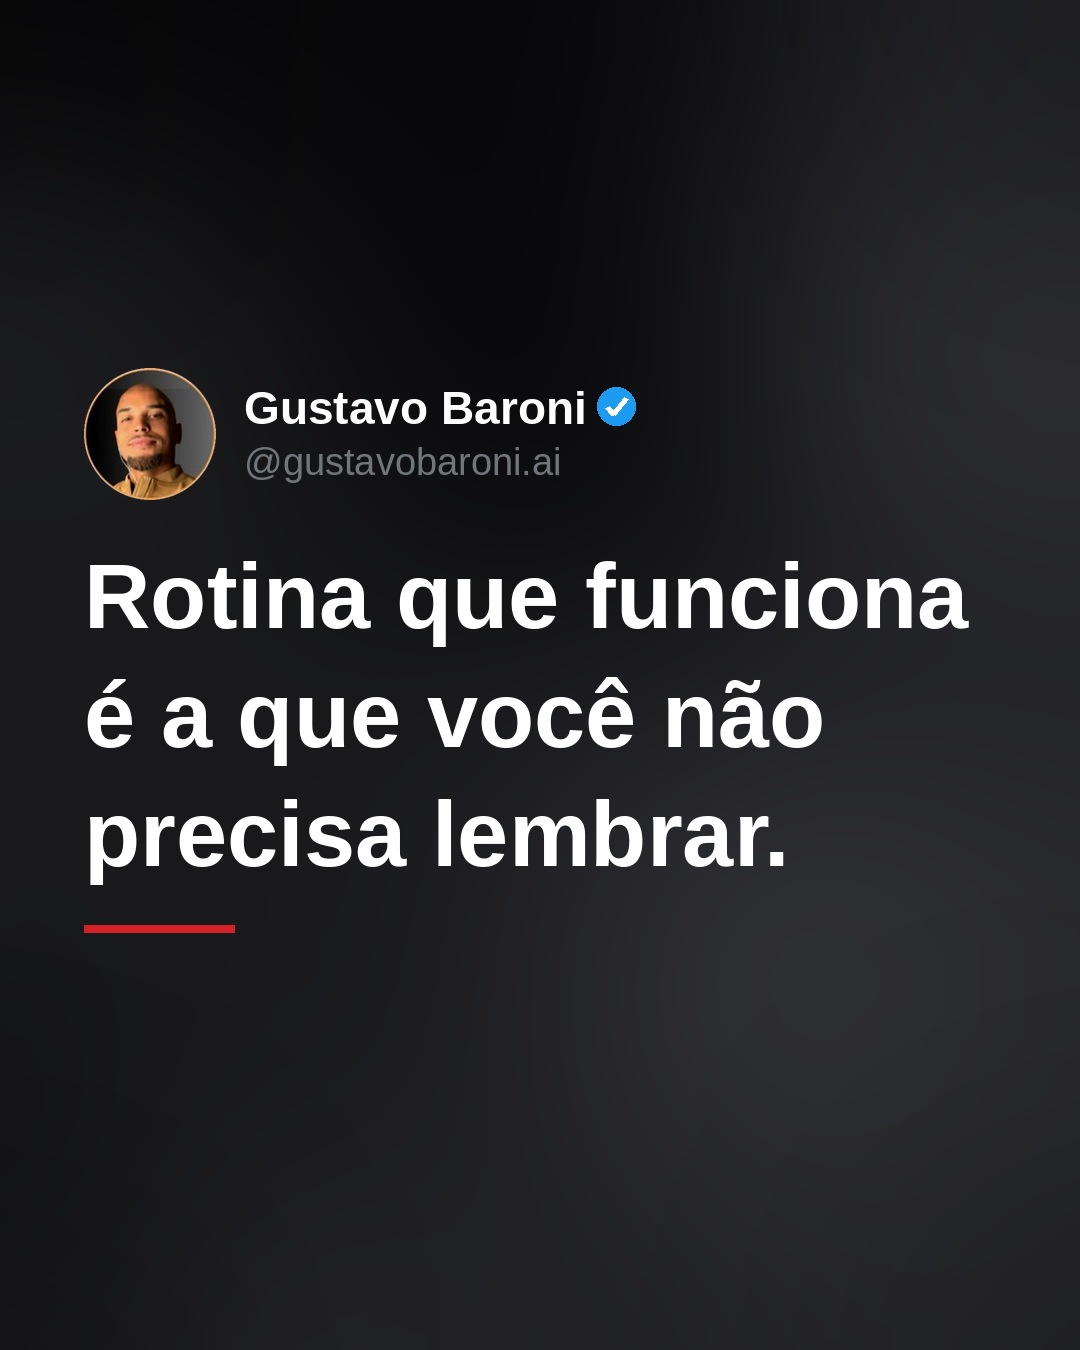 Gustavo Baroni
@gustavobaroni.ai
Rotina que funciona
é a que você não
precisa lembrar.